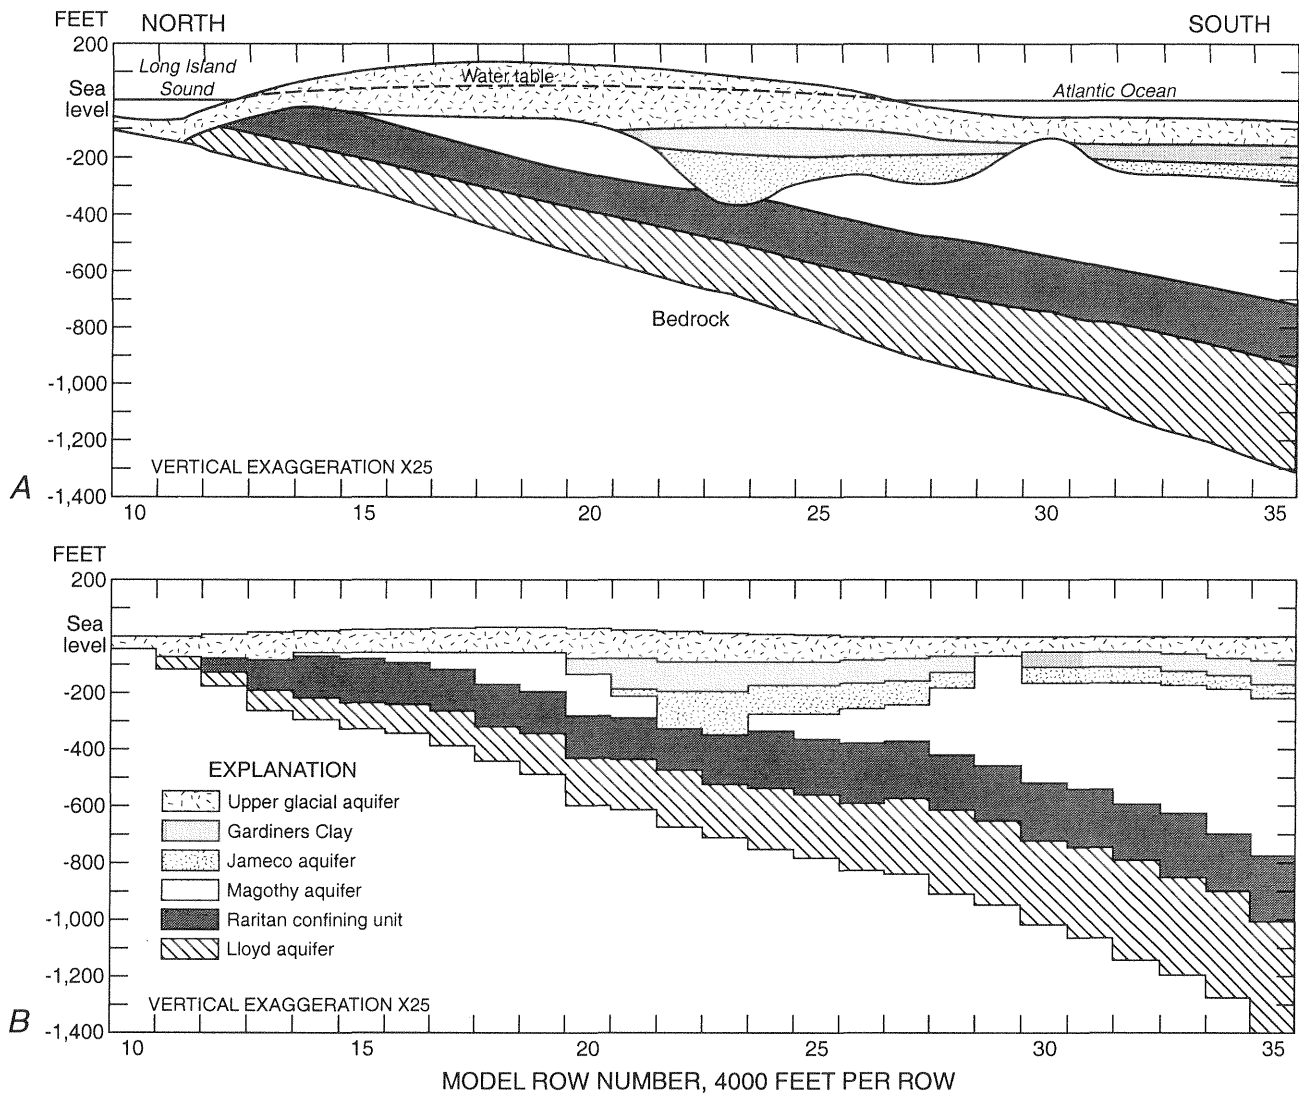 FEET
NORTH
SOUTH
200
Long Island
Sound
Water table
Sea
level
Atlantic Ocean
-200
-400
-600
Bedrock
-800
-1,000
-1,200
VERTICAL EXAGGERATION X25
A
-1,400
10 15 20 25 30 35
FEET
200
Sea
level
-200
-400
EXPLANATION
-600
Upper glacial aquifer
Gardiners Clay
-800
Jameco aquifer
Magothy aquifer
-1,000
Raritan confining unit
Lloyd aquifer
-1,200
VERTICAL EXAGGERATION X25
B
-1,400
10 15 20 25 30 35
MODEL ROW NUMBER, 4000 FEET PER ROW